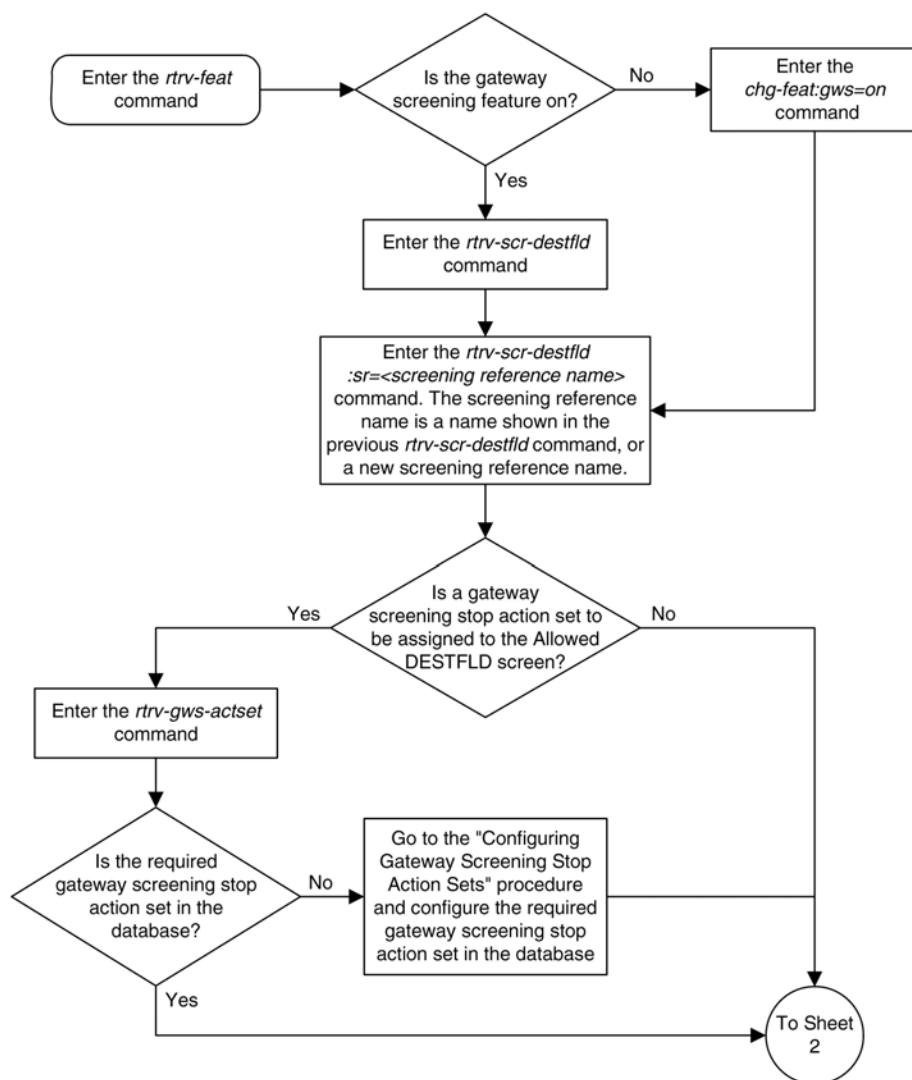 Enter the rtrv-feat
command
Is the gateway
screening feature on?
No
Enter the
chg-feat:gws=on
command
Yes
Enter the rtrv-scr-destfld
command
Enter the rtrv-scr-destfld
:sr=<screening reference name>
command. The screening reference
name is a name shown in the
previous rtrv-scr-destfld command, or
a new screening reference name.
Is a gateway
screening stop action set to
be assigned to the Allowed
DESTFLD screen?
Yes
No
Enter the rtrv-gws-actset
command
Is the required
gateway screening stop
action set in the
database?
No
Go to the "Configuring
Gateway Screening Stop
Action Sets" procedure
and configure the required
gateway screening stop
action set in the database
Yes
To Sheet
2